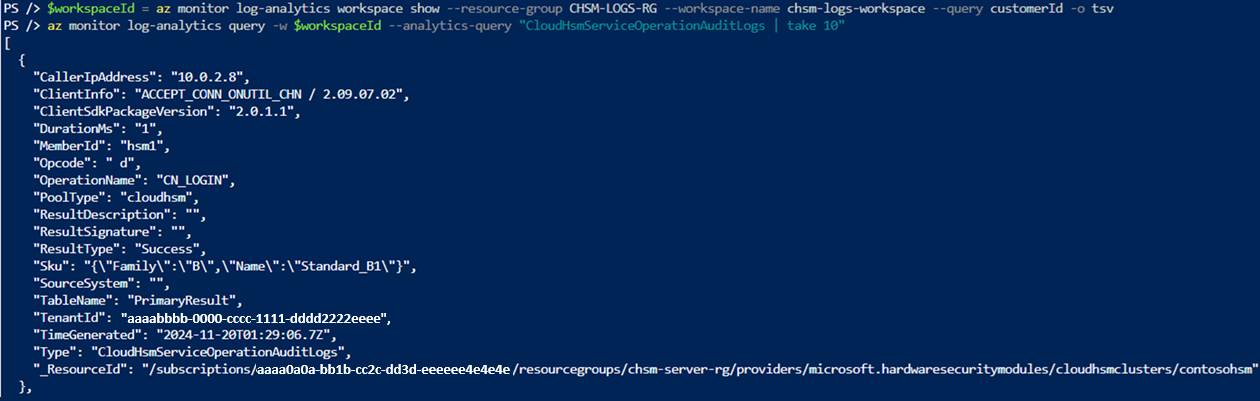 PS /> $workspaceId = az monitor log-analytics workspace show --resource-group CHSM-LOGS-RG --workspace-name chsm-logs-workspace --query customerId -o tsv
PS /> az monitor log-analytics query -w $workspaceId --analytics-query "CloudHsmServiceOperationAuditLogs | take 10"
[
  {
    "CallerIpAddress": "10.0.2.8",
    "ClientInfo": "ACCEPT_CONN_ONUTIL_CHN / 2.09.07.02",
    "ClientSdkPackageVersion": "2.0.1.1",
    "DurationMs": "1",
    "MemberId": "hsm1",
    "Opcode": " d",
    "OperationName": "CN_LOGIN",
    "PoolType": "cloudhsm",
    "ResultDescription": "",
    "ResultSignature": "",
    "ResultType": "Success",
    "Sku": "{\"Family\":\"B\",\"Name\":\"Standard_B1\"}",
    "SourceSystem": "",
    "TableName": "PrimaryResult",
    "TenantId": "aaaabbbb-0000-cccc-1111-dddd2222eeee",
    "TimeGenerated": "2024-11-20T01:29:06.7Z",
    "Type": "CloudHsmServiceOperationAuditLogs",
    "_ResourceId": "/subscriptions/aaaa0a0a-bb1b-cc2c-dd3d-eeeeee4e4e4e/resourcegroups/chsm-server-rg/providers/microsoft.hardwaresecuritymodules/cloudhsmclusters/contosohsm"
  },